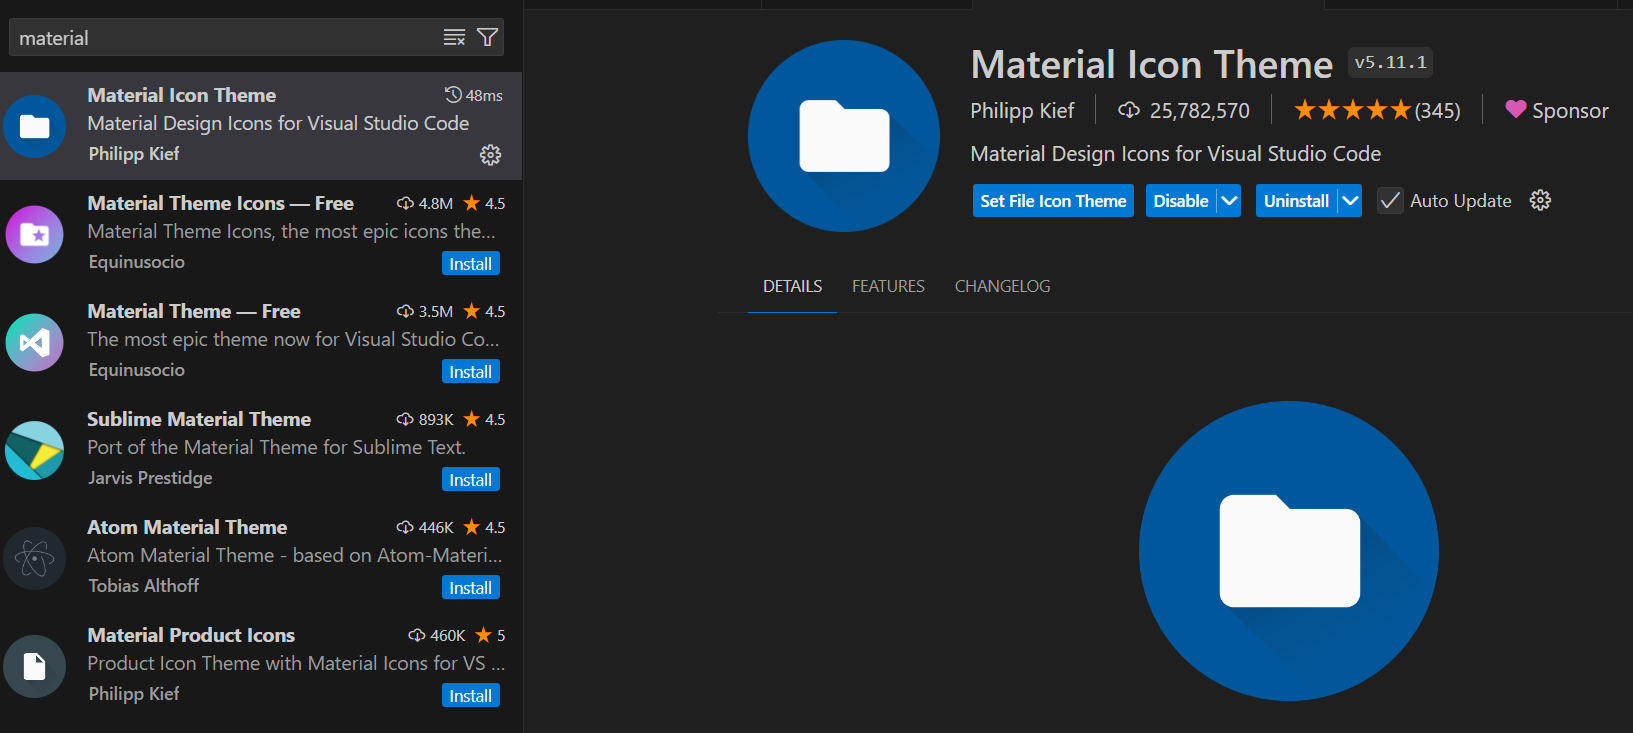 material
Material Icon Theme
48ms
Material Design Icons for Visual Studio Code
Philipp Kief
Material Theme Icons — Free
4.8M
4.5
Material Theme Icons, the most epic icons the...
Equinusocio
Install
Material Theme — Free
3.5M
4.5
The most epic theme now for Visual Studio Co...
Equinusocio
Install
Sublime Material Theme
893K
4.5
Port of the Material Theme for Sublime Text.
Jarvis Prestidge
Install
Atom Material Theme
446K
4.5
Atom Material Theme - based on Atom-Materi...
Tobias Althoff
Install
Material Product Icons
460K
5
Product Icon Theme with Material Icons for VS ...
Philipp Kief
Install
Material Icon Theme
v5.11.1
Philipp Kief
25,782,570
(345)
Sponsor
Material Design Icons for Visual Studio Code
Set File Icon Theme
Disable
Uninstall
Auto Update
DETAILS
FEATURES
CHANGELOG